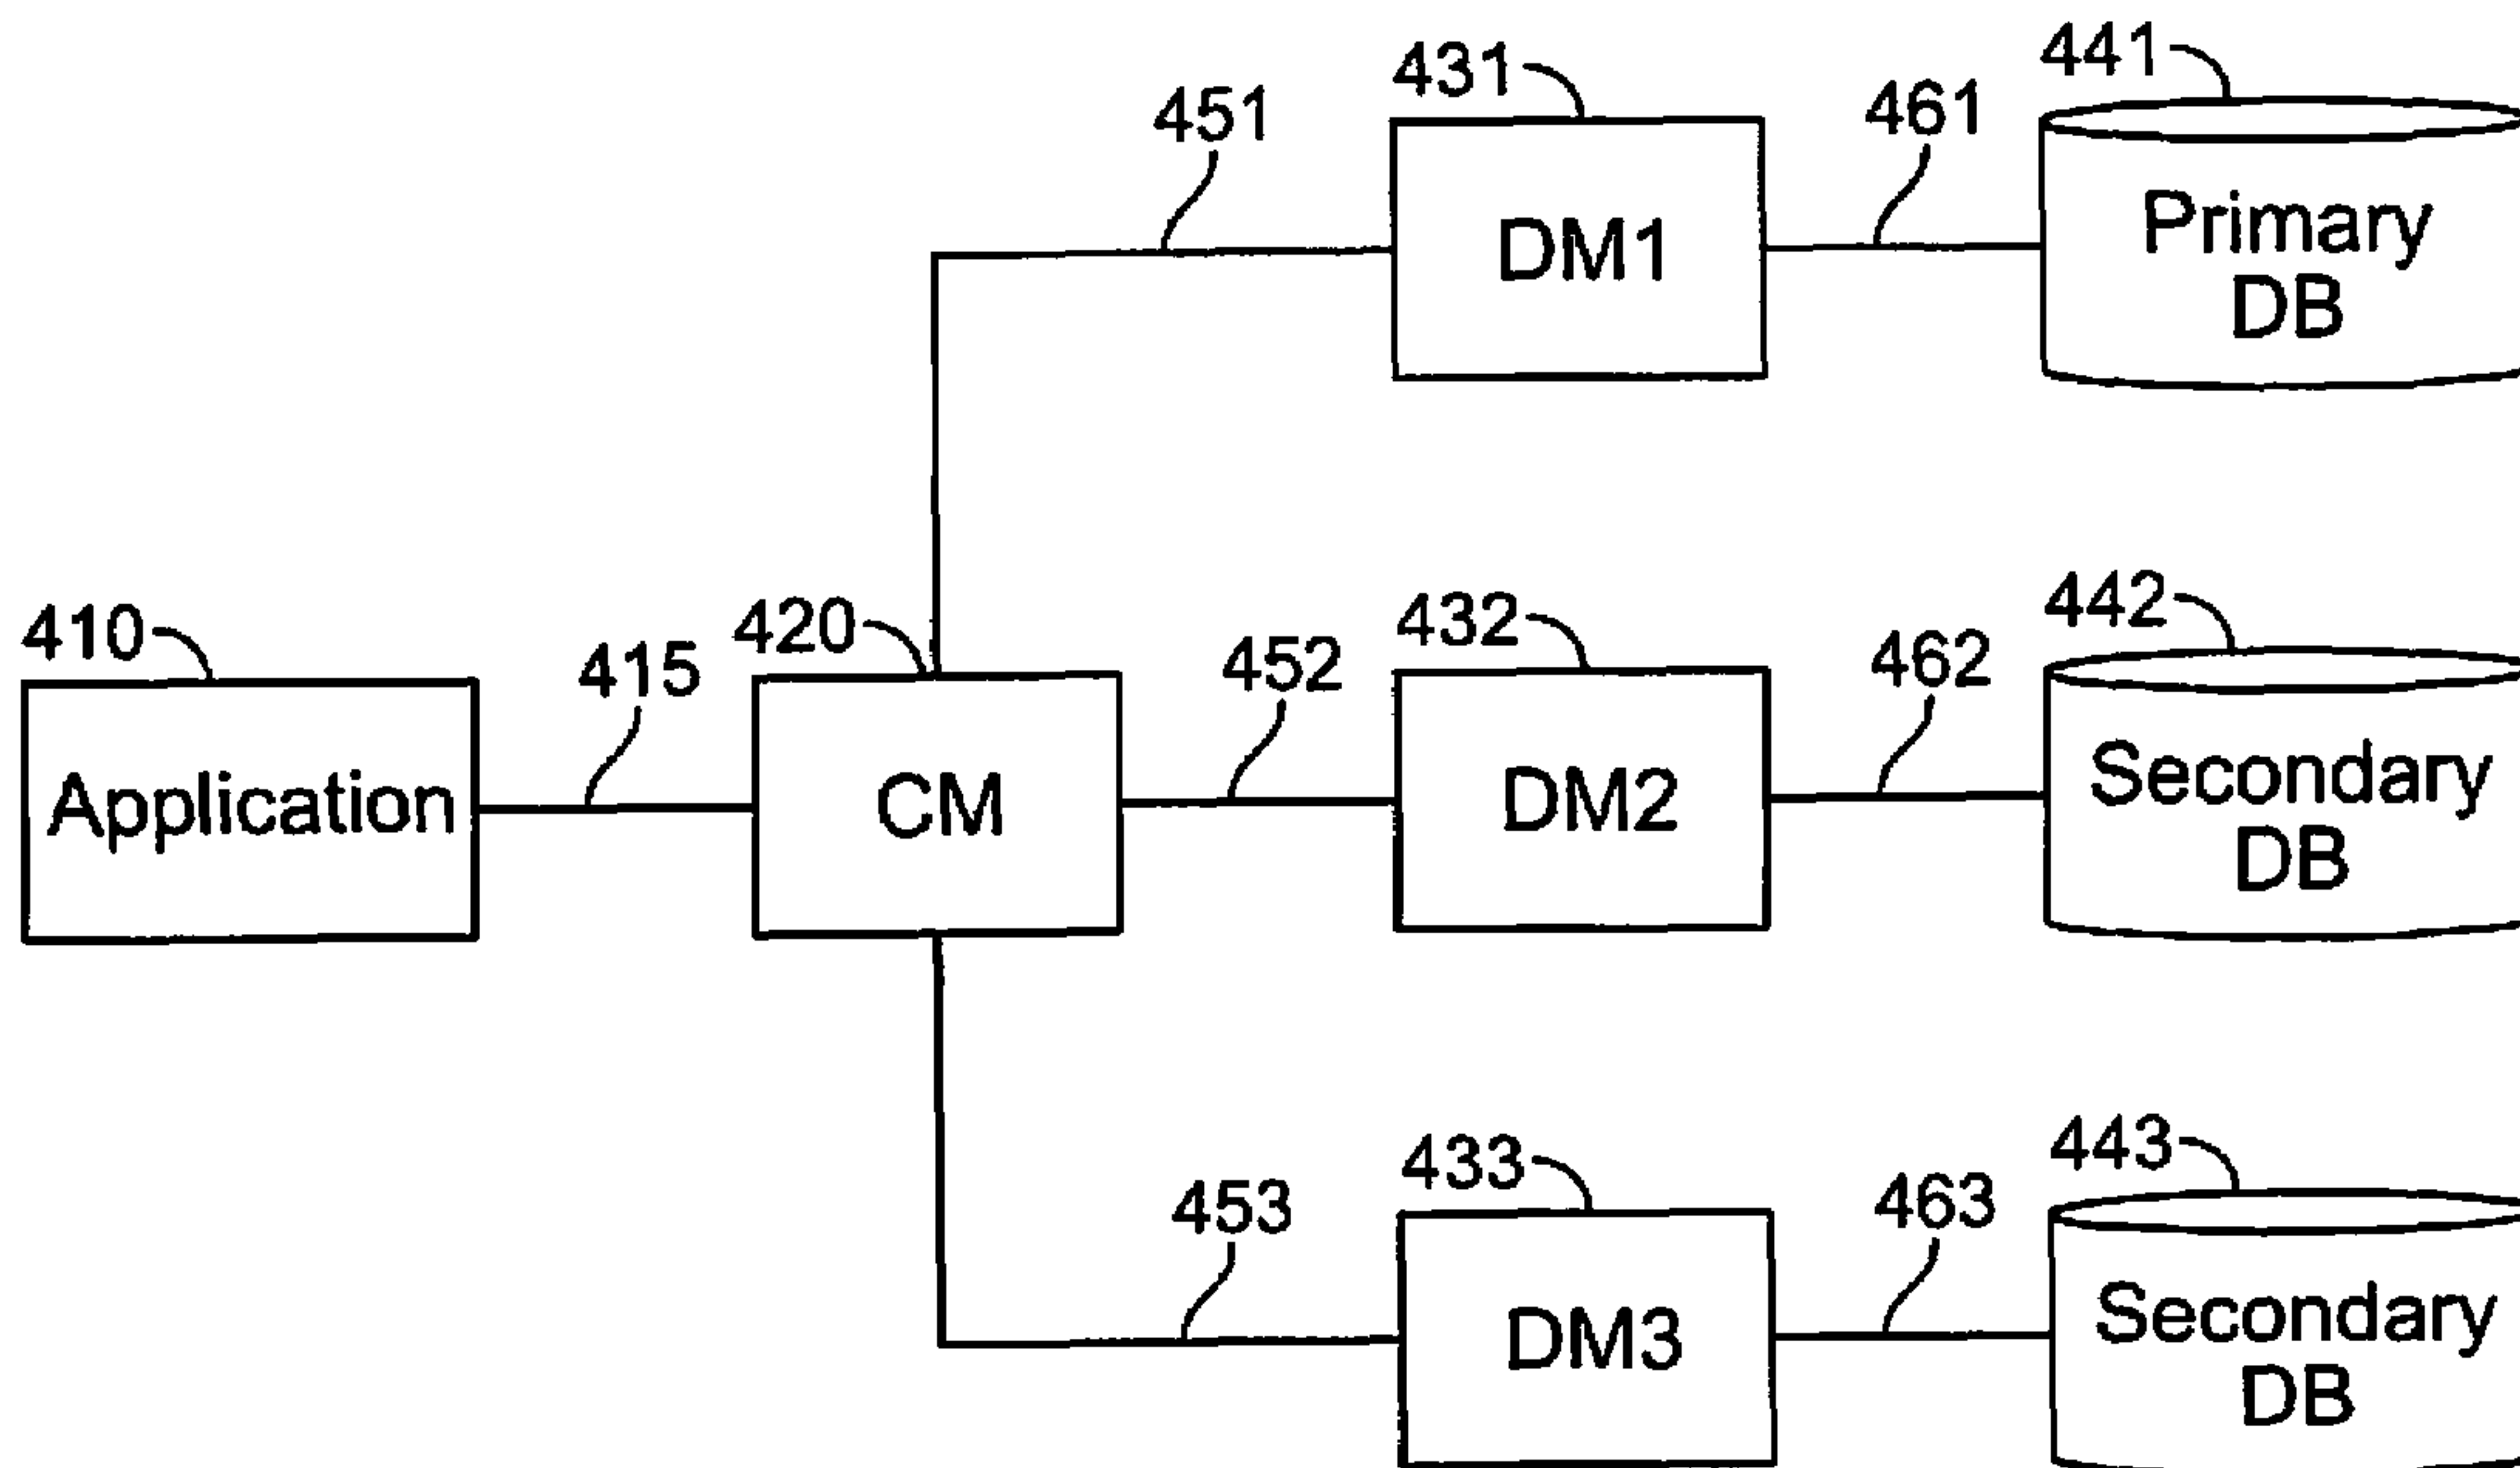 441
431
461
451
DM1
Primary
DB
442
432
462
410
420
452
415
Application
CM
DM2
Secondary
DB
443
433
463
453
DM3
Secondary
DB